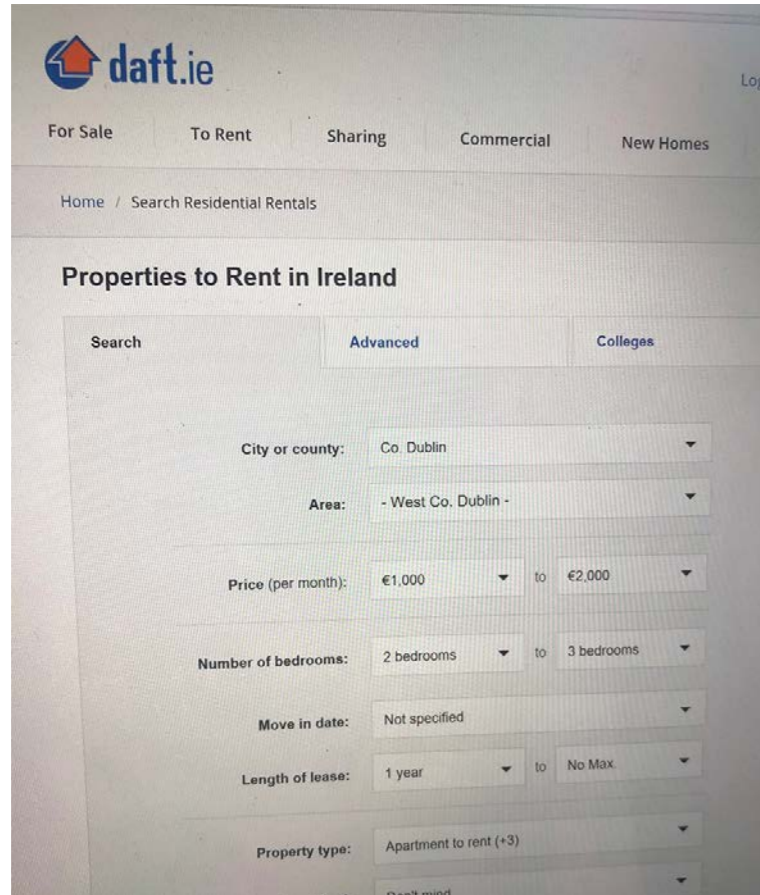 daft.ie
For Sale To Rent Sharing Commercial New Homes
Home / Search Residential Rentals
Properties to Rent in Ireland
Search Advanced Colleges
City or county: Co. Dublin
Area: - West Co. Dublin -
Price (per month): €1,000 to €2,000
Number of bedrooms: 2 bedrooms to 3 bedrooms
Move in date: Not specified
Length of lease: 1 year to No Max.
Property type: Apartment to rent (+3)